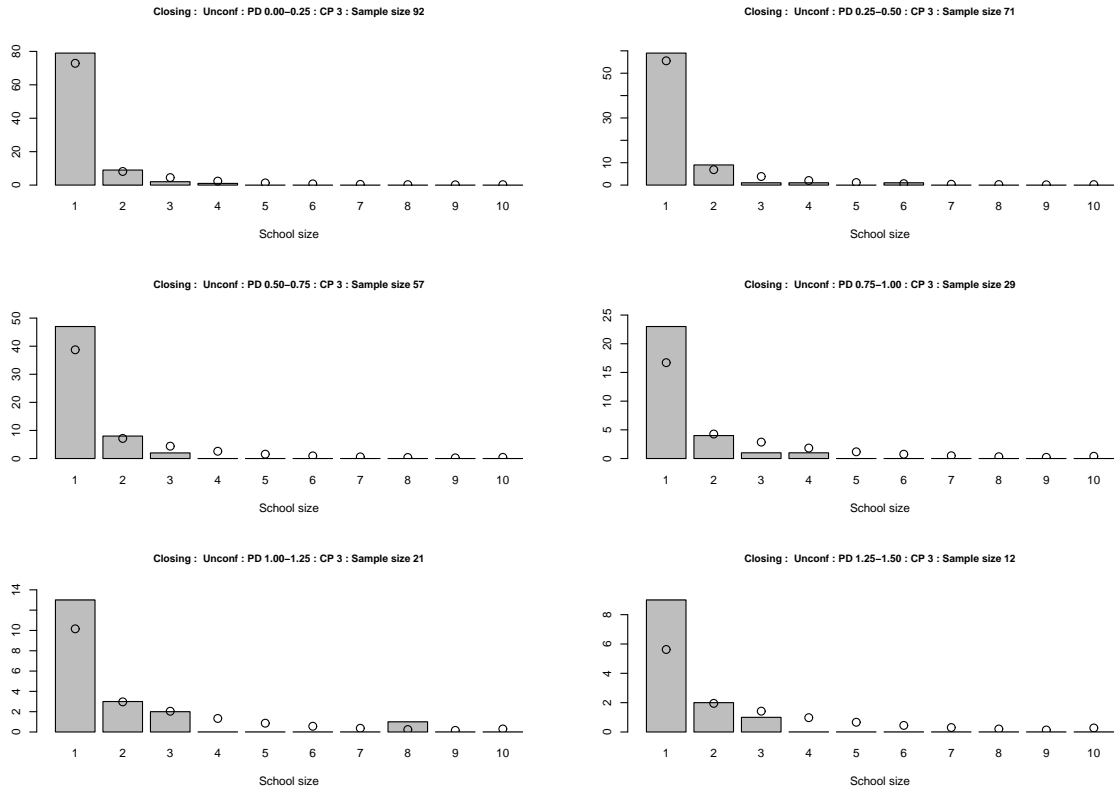 Closing :  Unconf : PD 0.00−0.25 : CP 3 : Sample size 92
80
60
40
20
0
1 2 3 4 5 6 7 8 9 10
School size
Closing :  Unconf : PD 0.25−0.50 : CP 3 : Sample size 71
50
30
10
0
1 2 3 4 5 6 7 8 9 10
School size
Closing :  Unconf : PD 0.50−0.75 : CP 3 : Sample size 57
50
40
30
20
10
0
1 2 3 4 5 6 7 8 9 10
School size
Closing :  Unconf : PD 0.75−1.00 : CP 3 : Sample size 29
25
20
15
10
5
0
1 2 3 4 5 6 7 8 9 10
School size
Closing :  Unconf : PD 1.00−1.25 : CP 3 : Sample size 21
14
10
8
6
4
2
0
1 2 3 4 5 6 7 8 9 10
School size
Closing :  Unconf : PD 1.25−1.50 : CP 3 : Sample size 12
8
6
4
2
0
1 2 3 4 5 6 7 8 9 10
School size